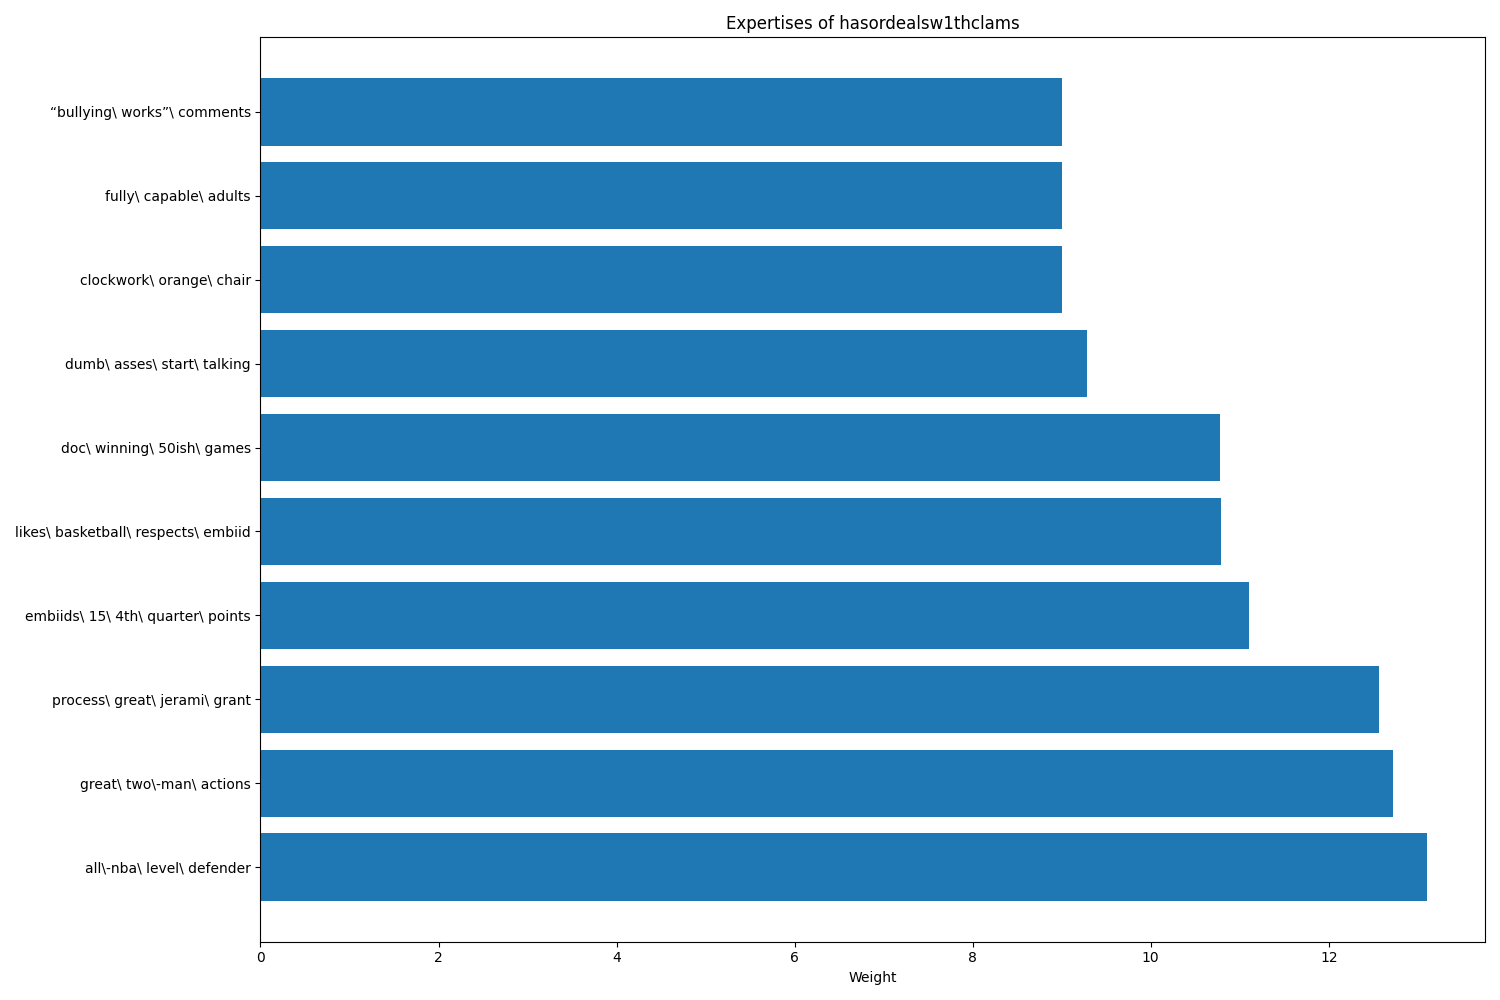 Expertises of hasordealsw1thclams
“bullying\ works”\ comments
fully\ capable\ adults
clockwork\ orange\ chair
dumb\ asses\ start\ talking
doc\ winning\ 50ish\ games
likes\ basketball\ respects\ embiid
embiids\ 15\ 4th\ quarter\ points
process\ great\ jerami\ grant
great\ two\-man\ actions
all\-nba\ level\ defender
0 2 4 6 8 10 12
Weight